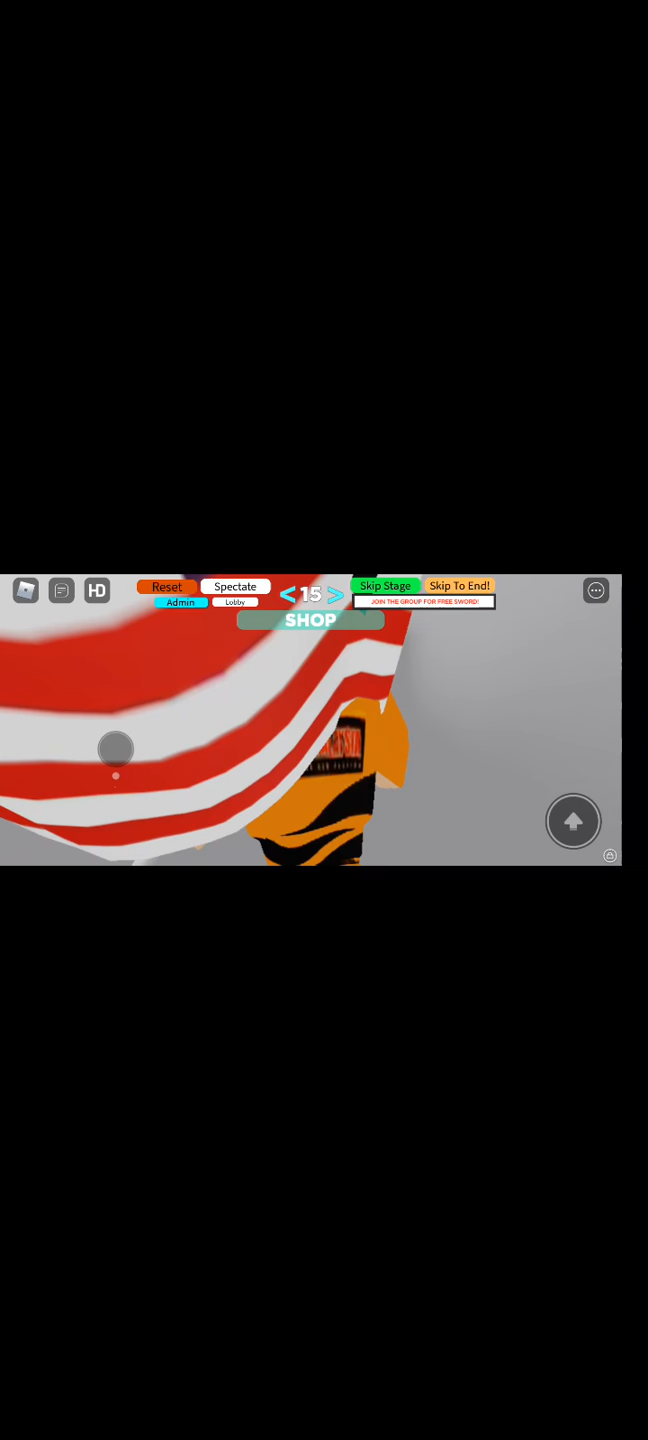 HD
Reset
Spectate
Admin
Lobby
< 15 >
Skip Stage
Skip To End!
JOIN THE GROUP FOR FREE SWORD!
SHOP